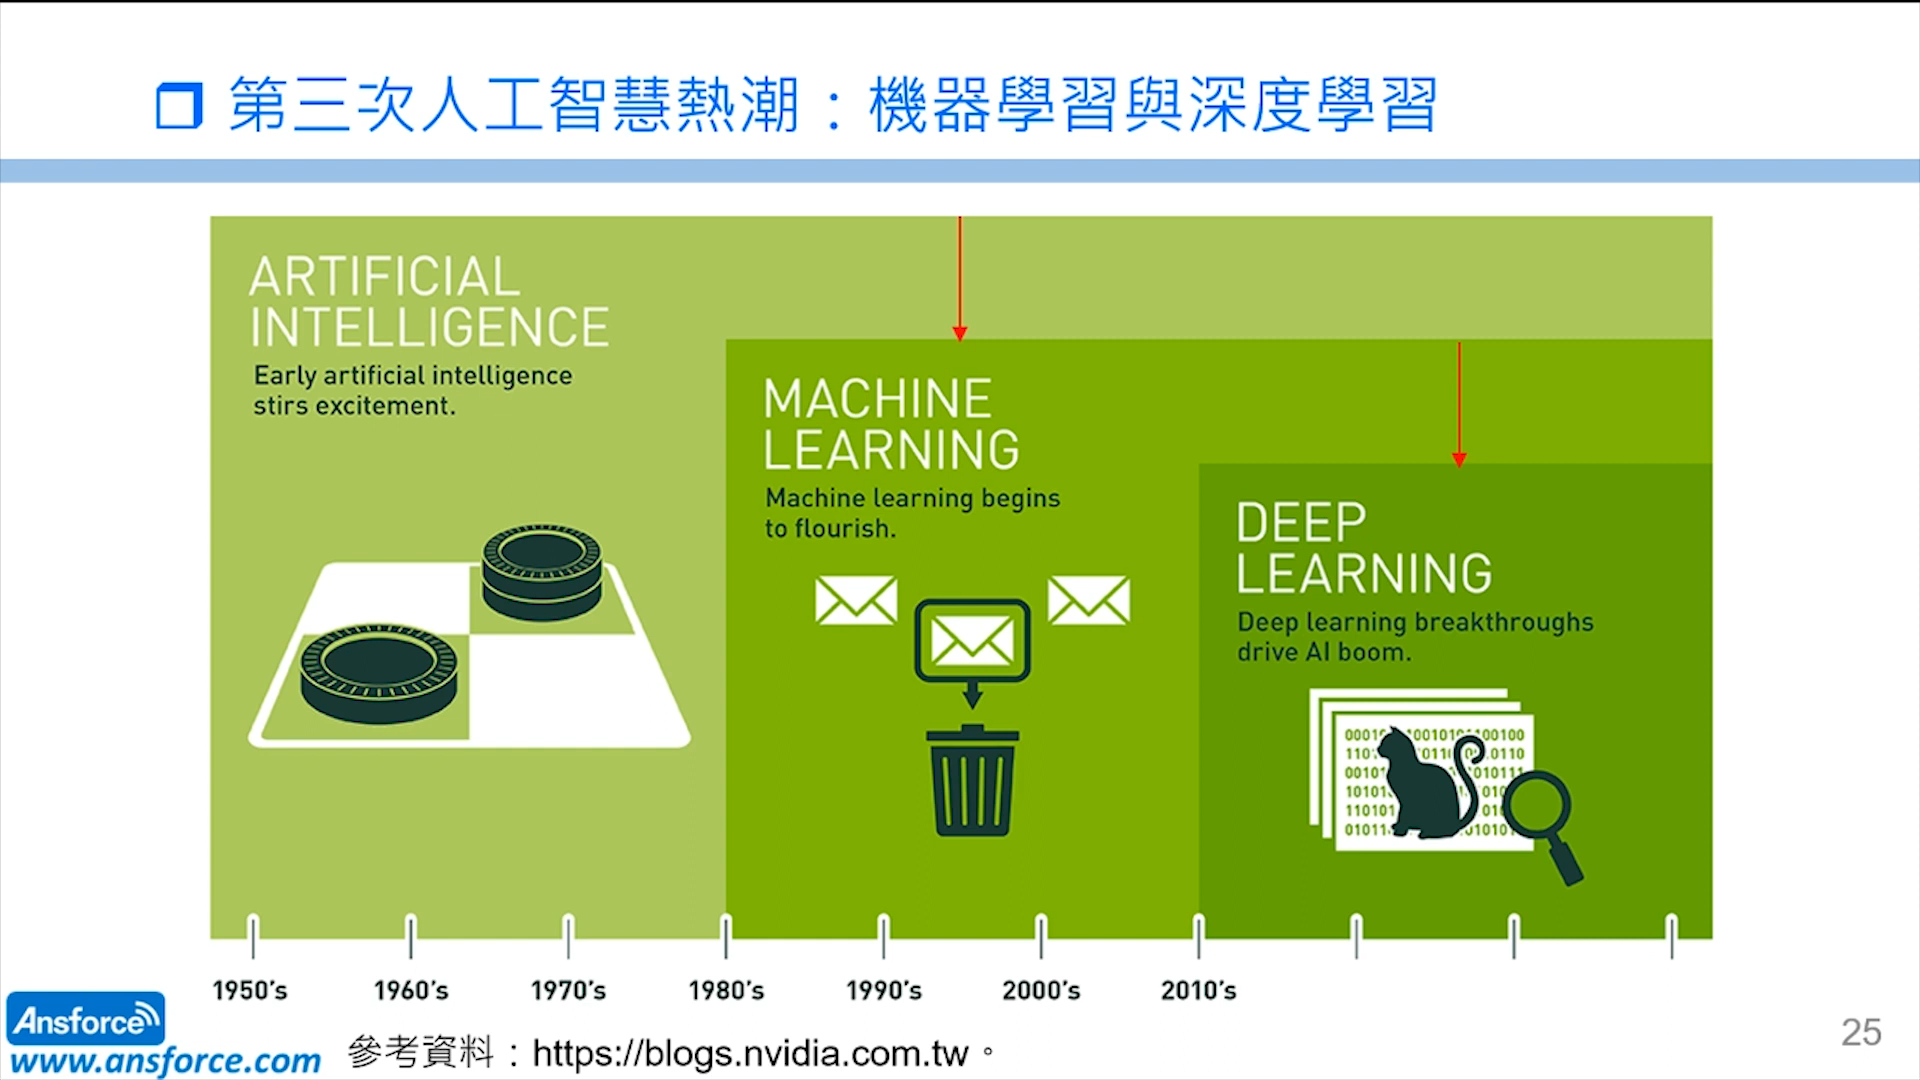 第三次人工智慧熱潮：機器學習與深度學習
ARTIFICIAL
INTELLIGENCE
Early artificial intelligence
stirs excitement.
MACHINE
LEARNING
Machine learning begins
to flourish.
DEEP
LEARNING
Deep learning breakthroughs
drive AI boom.
1950's 1960's 1970's 1980's 1990's 2000's 2010's
Ansforce
www.ansforce.com
參考資料：https://blogs.nvidia.com.tw。
25